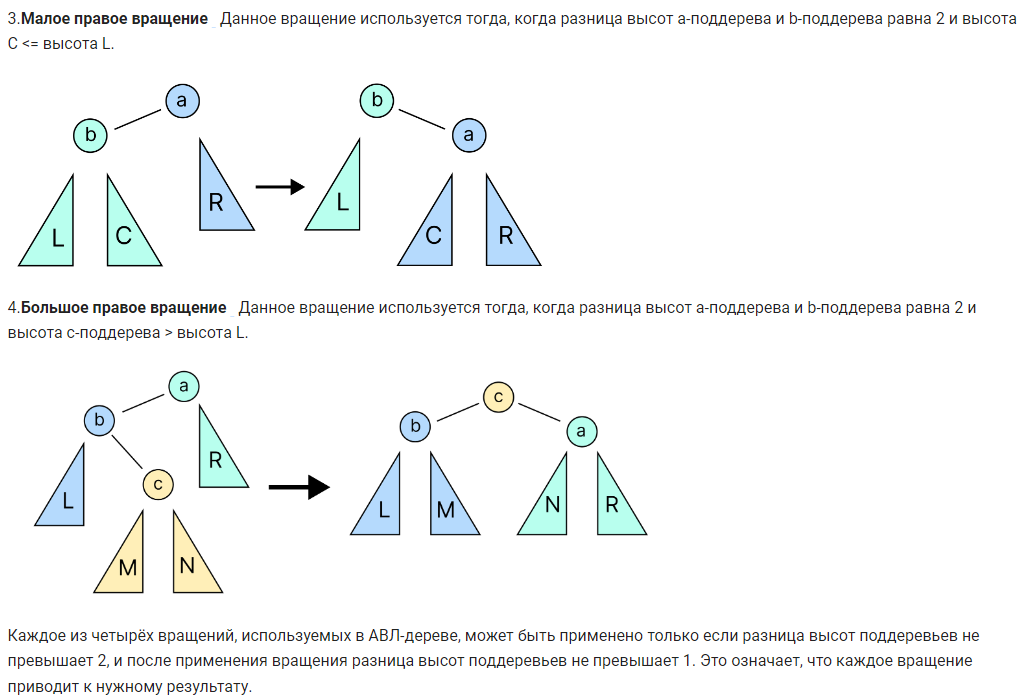 3.Малое правое вращение Данное вращение используется тогда, когда разница высот a-поддерева и b-поддерева равна 2 и высота
C <= высота L.
a
b
L
C
R
b
a
L
C
R
4.Большое правое вращение Данное вращение используется тогда, когда разница высот a-поддерева и b-поддерева равна 2 и
высота c-поддерева > высота L.
a
b
R
L
c
M
N
c
b
a
L
M
N
R
Каждое из четырёх вращений, используемых в АВЛ-дереве, может быть применено только если разница высот поддеревьев не
превышает 2, и после применения вращения разница высот поддеревьев не превышает 1. Это означает, что каждое вращение
приводит к нужному результату.